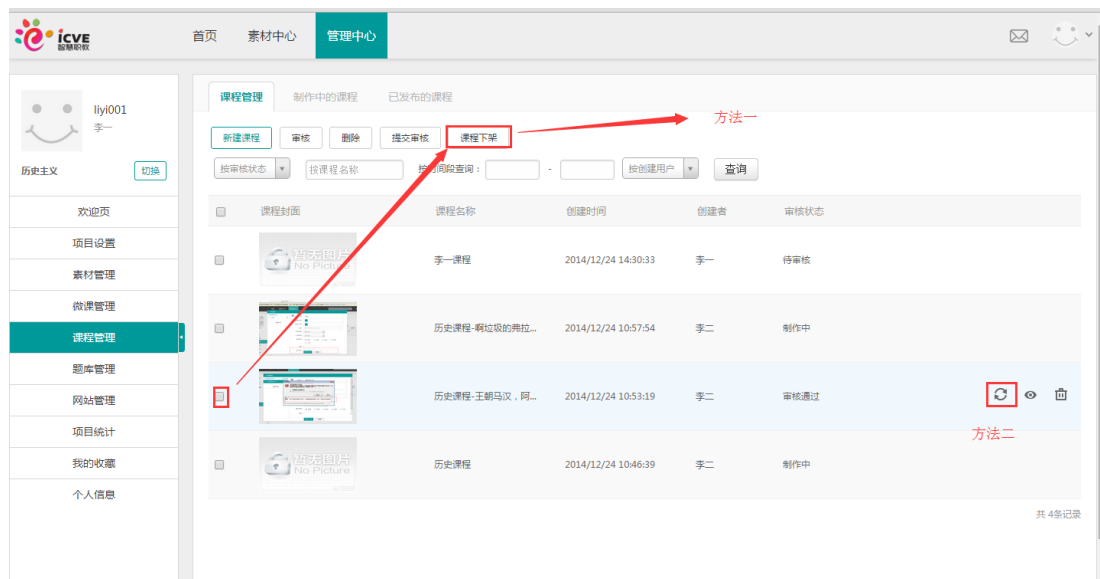 icve
智慧职教
首页 素材中心 管理中心
liyi001
李一
历史主义 切换
欢迎页
项目设置
素材管理
微课管理
课程管理
题库管理
网站管理
项目统计
我的收藏
个人信息
课程管理 制作中的课程 已发布的课程
新建课程 审核 删除 提交审核 课程下架 方法一
按审核状态 按课程名称 按时间段查询： - 按创建用户 查询
课程封面 课程名称 创建时间 创建者 审核状态
暂无图片
No Picture
李一课程 2014/12/24 14:30:33 李一 待审核
历史课程-啊垃圾的弗拉... 2014/12/24 10:57:54 李二 制作中
历史课程-王朝马汉，阿... 2014/12/24 10:53:19 李二 审核通过
方法二
暂无图片
No Picture
历史课程 2014/12/24 10:46:39 李二 制作中
共 4条记录